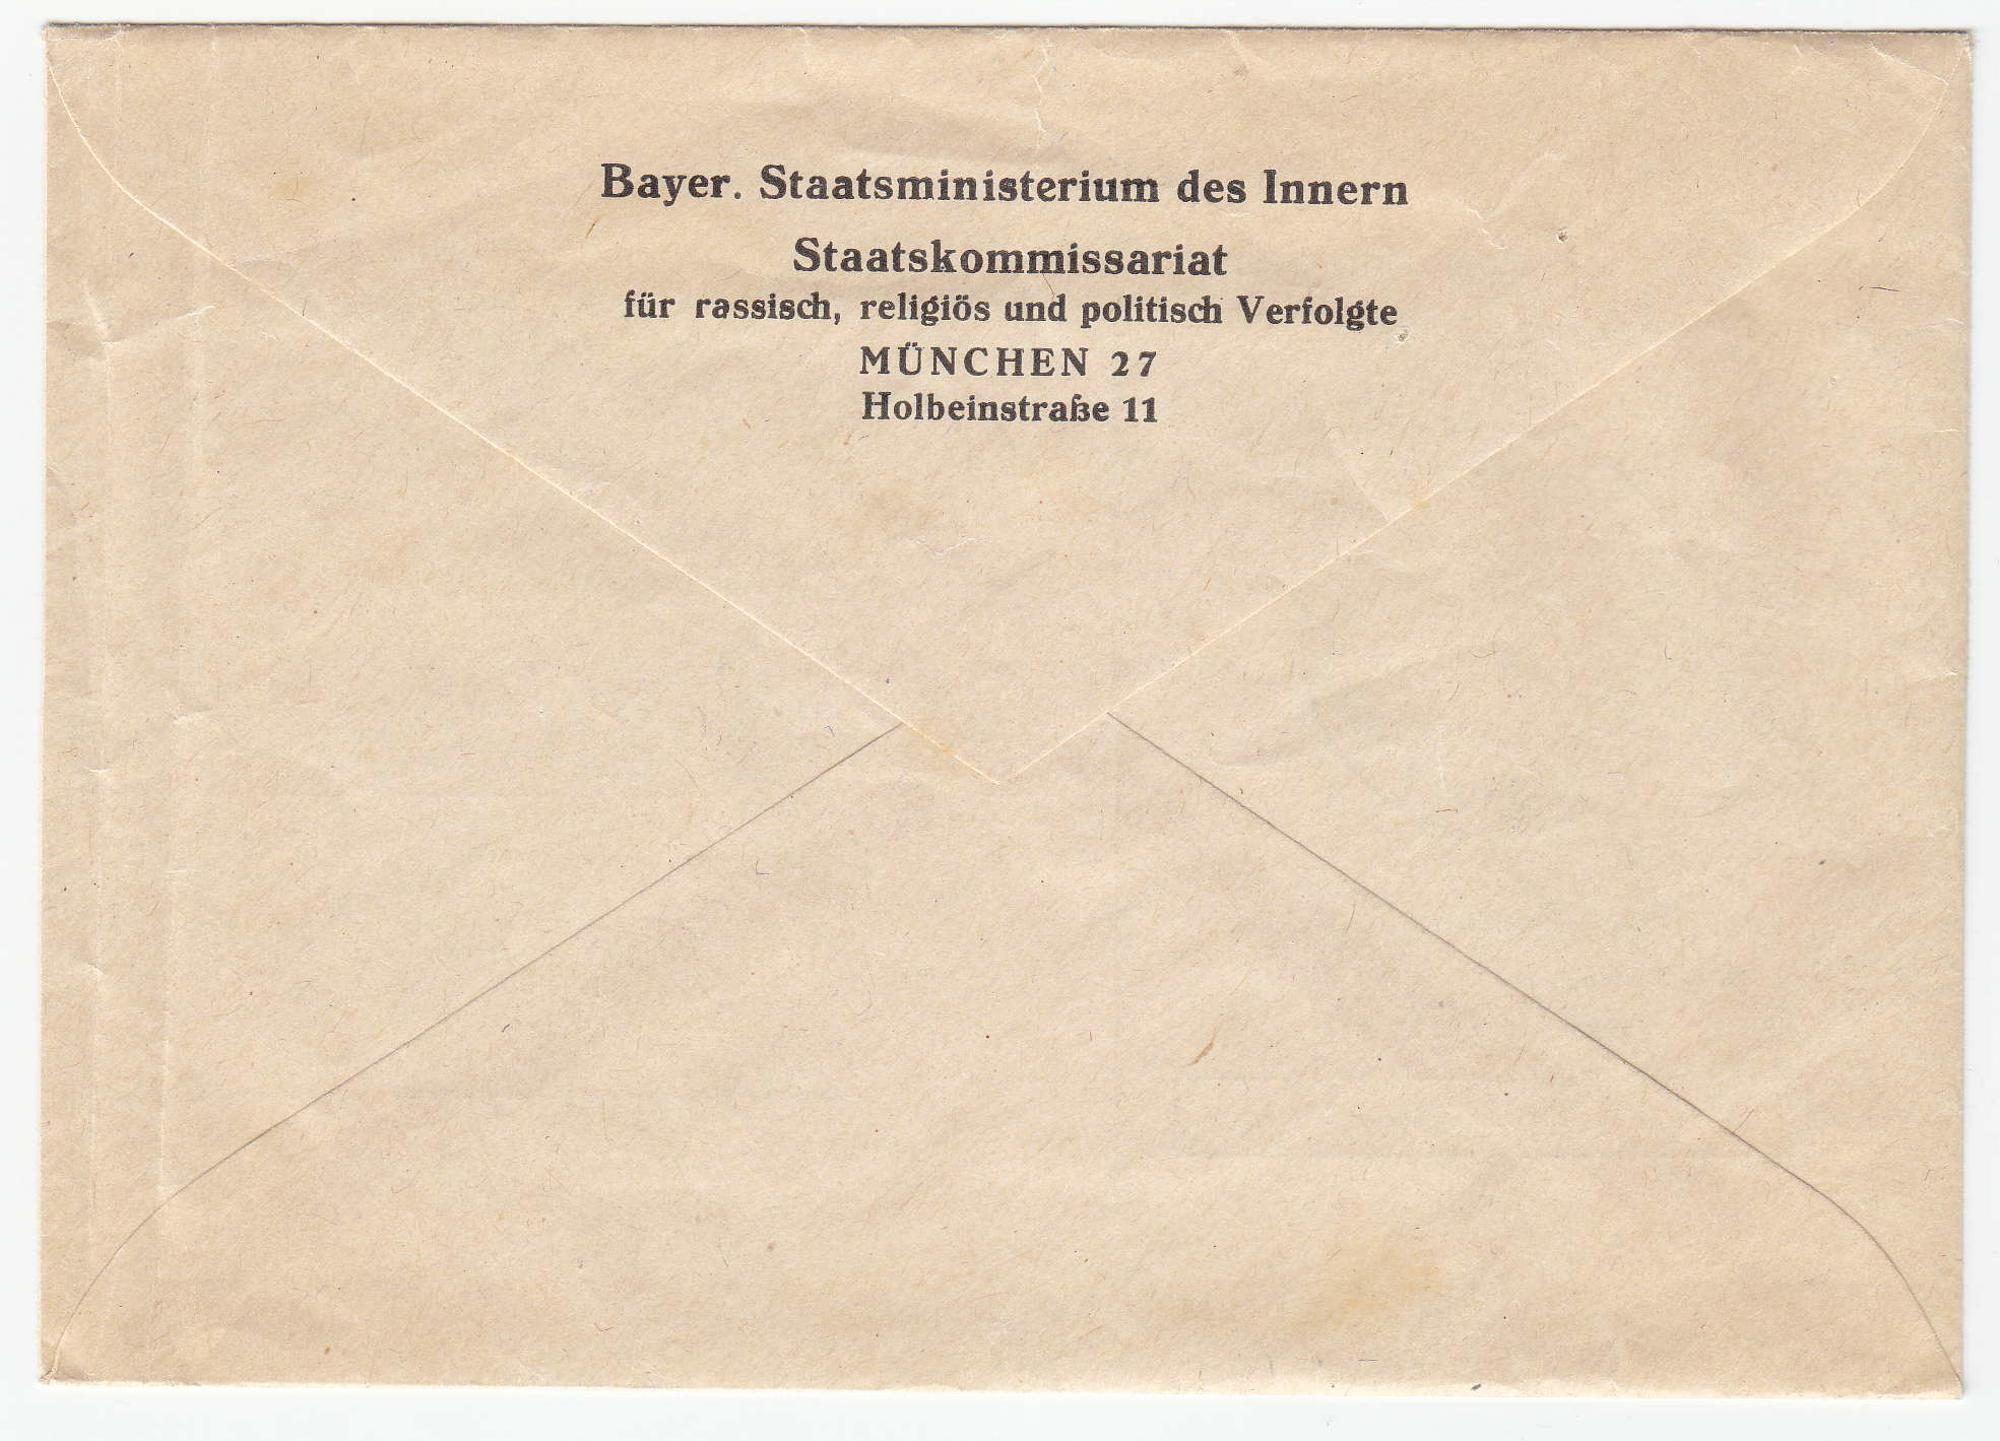 Bayer. Staatsministerium des Innern
Staatskommissariat
für rassisch, religiös und politisch Verfolgte
MÜNCHEN 27
Holbeinstraße 11